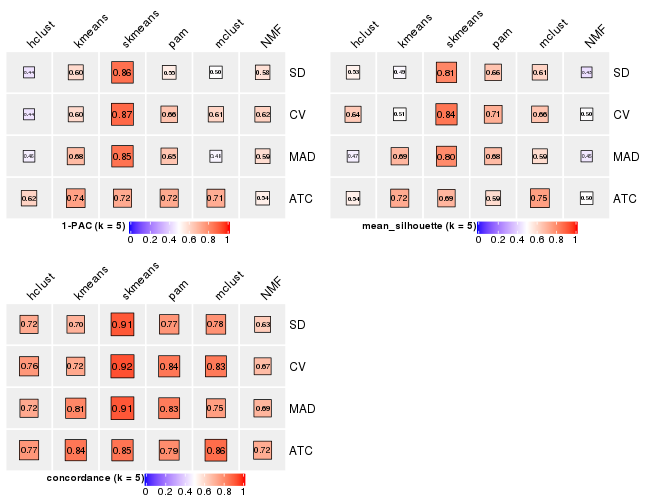 hclust kmeans skmeans pam mclust NMF
0.44 0.60 0.86 0.55 0.50 0.58 SD
0.44 0.60 0.87 0.66 0.61 0.62 CV
0.46 0.68 0.85 0.65 0.48 0.59 MAD
0.62 0.74 0.72 0.72 0.71 0.54 ATC
1-PAC (k = 5)
0 0.2 0.4 0.6 0.8 1
hclust kmeans skmeans pam mclust NMF
0.53 0.49 0.81 0.66 0.61 0.45 SD
0.64 0.51 0.84 0.71 0.66 0.50 CV
0.47 0.69 0.80 0.68 0.59 0.45 MAD
0.54 0.72 0.69 0.59 0.75 0.50 ATC
mean_silhouette (k = 5)
0 0.2 0.4 0.6 0.8 1
hclust kmeans skmeans pam mclust NMF
0.72 0.70 0.91 0.77 0.78 0.63 SD
0.76 0.72 0.92 0.84 0.83 0.67 CV
0.72 0.81 0.91 0.83 0.75 0.69 MAD
0.77 0.84 0.85 0.79 0.86 0.72 ATC
concordance (k = 5)
0 0.2 0.4 0.6 0.8 1